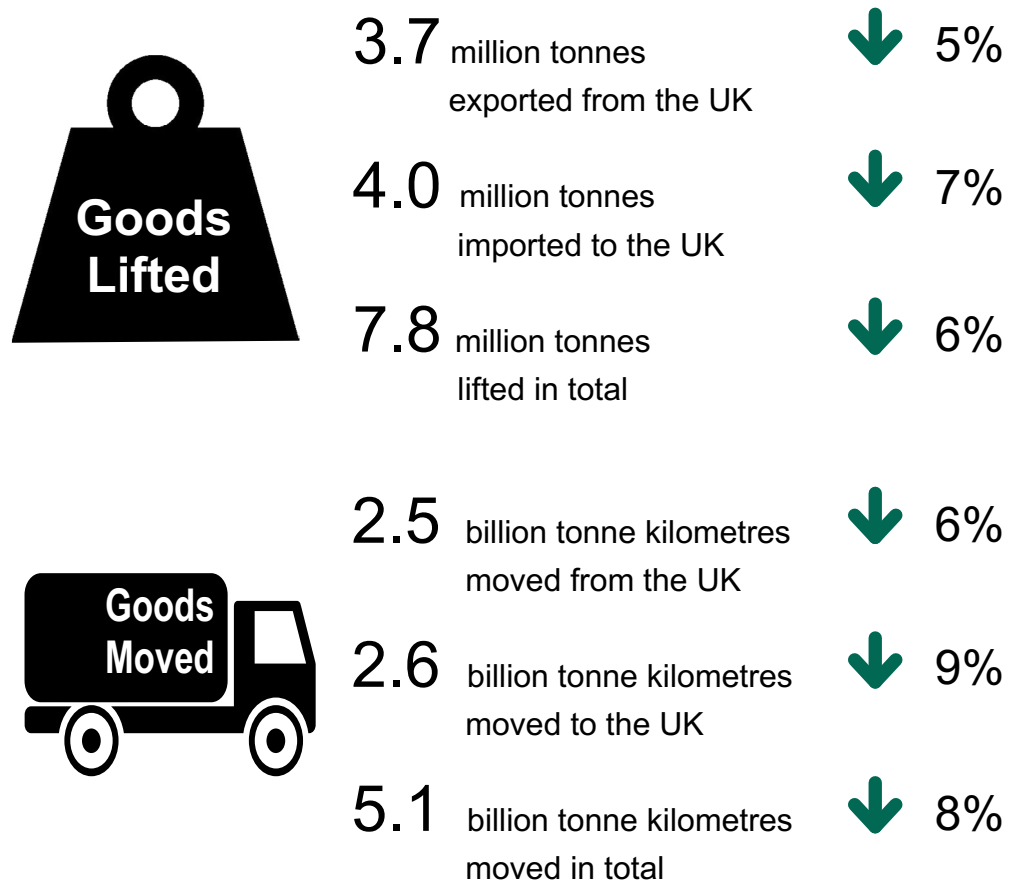 Goods
Lifted
3.7 million tonnes
exported from the UK
5%
4.0 million tonnes
imported to the UK
7%
7.8 million tonnes
lifted in total
6%
Goods
Moved
2.5 billion tonne kilometres
moved from the UK
6%
2.6 billion tonne kilometres
moved to the UK
9%
5.1 billion tonne kilometres
moved in total
8%